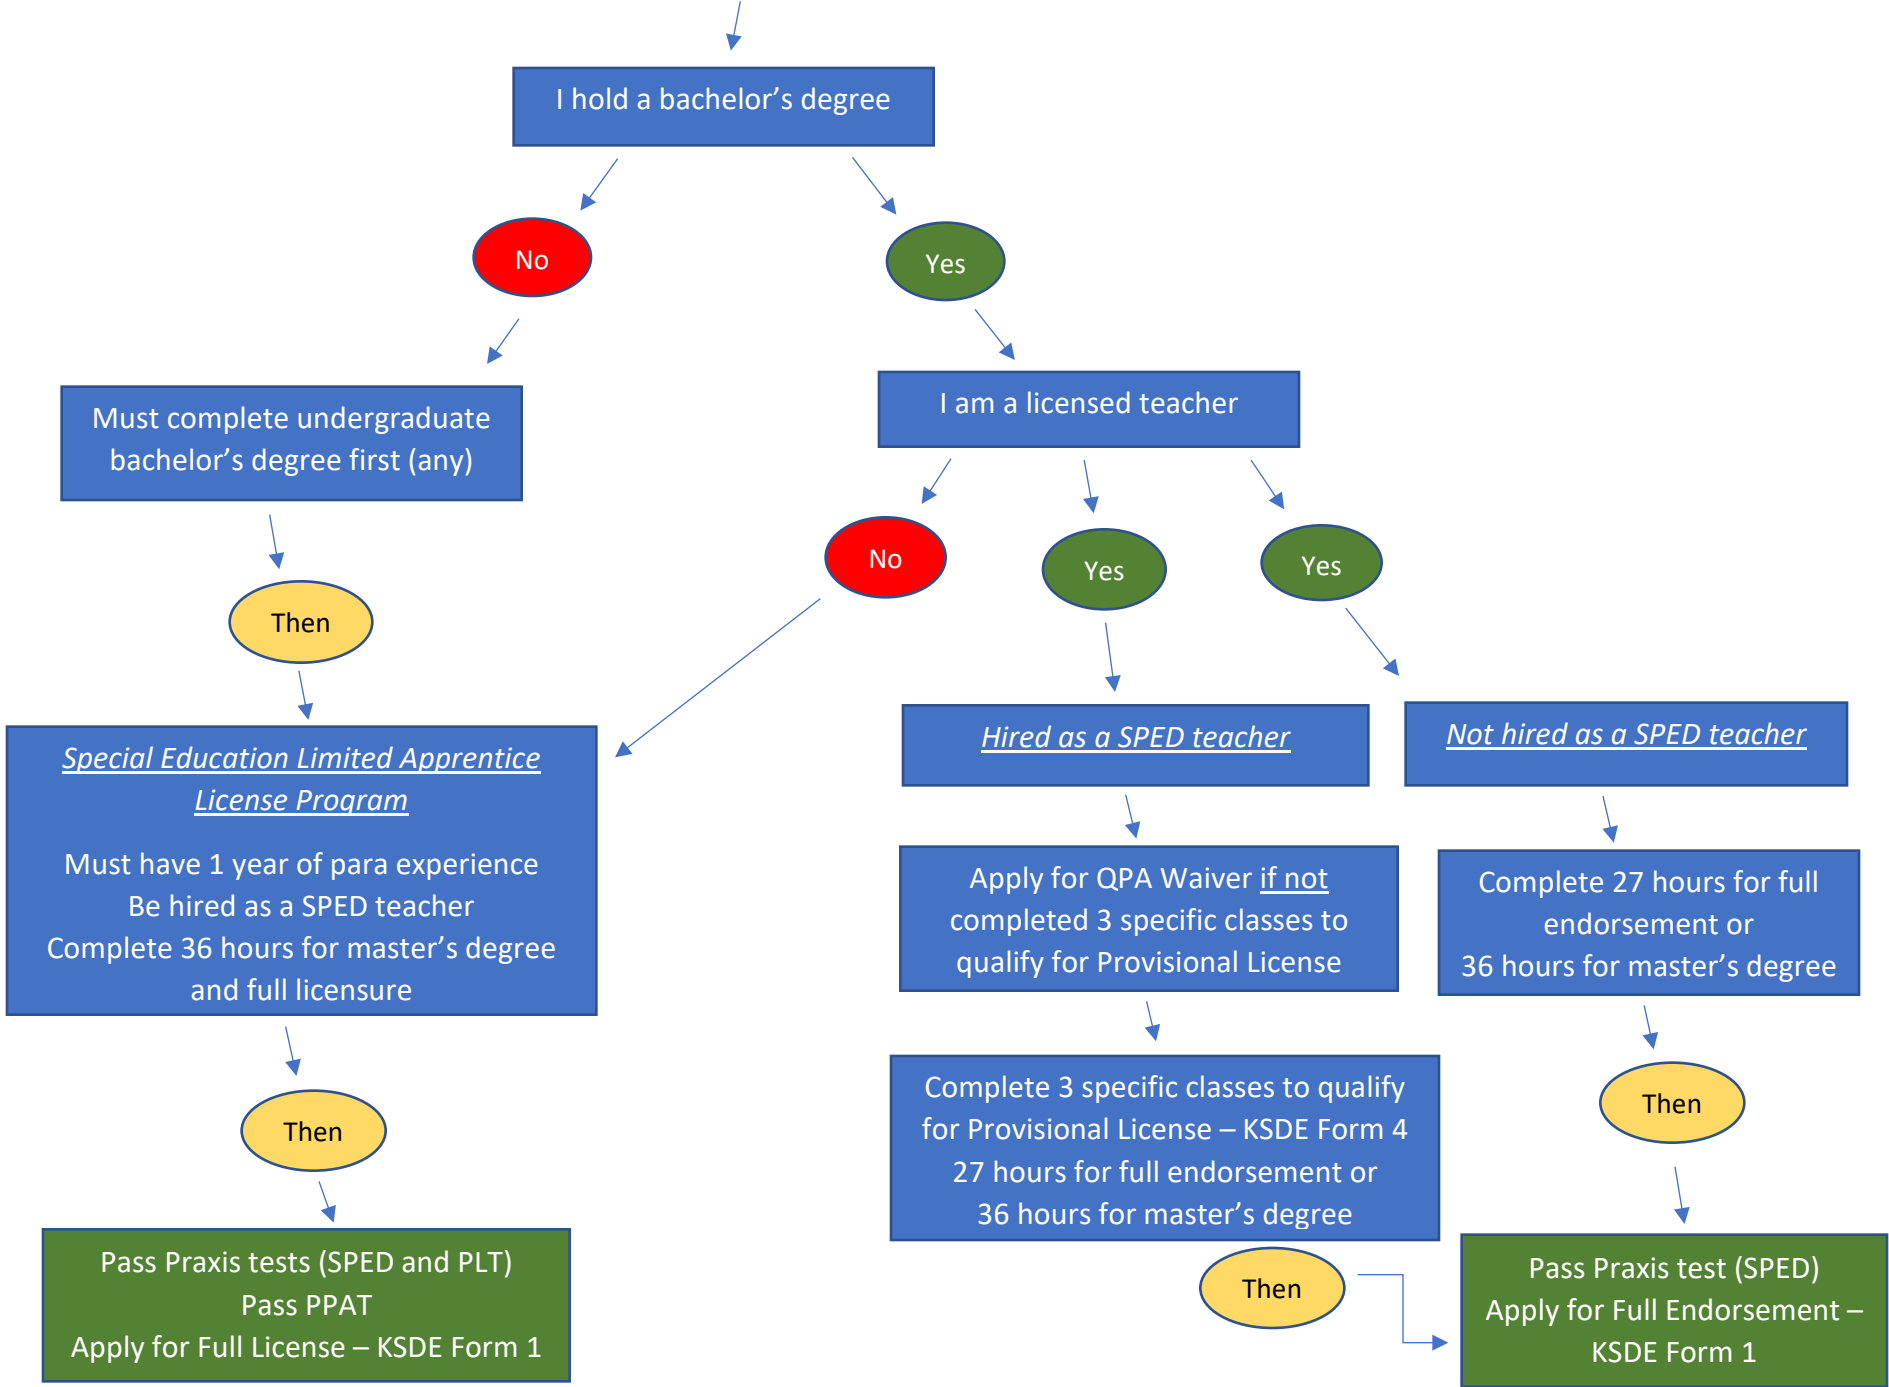 I hold a bachelor’s degree
No
Yes
Must complete undergraduate
bachelor’s degree first (any)
I am a licensed teacher
No
Yes
Yes
Then
Special Education Limited Apprentice
License Program
Must have 1 year of para experience
Be hired as a SPED teacher
Complete 36 hours for master’s degree
and full licensure
Hired as a SPED teacher
Not hired as a SPED teacher
Apply for QPA Waiver if not
completed 3 specific classes to
qualify for Provisional License
Complete 27 hours for full
endorsement or
36 hours for master’s degree
Complete 3 specific classes to qualify
for Provisional License – KSDE Form 4
27 hours for full endorsement or
36 hours for master’s degree
Then
Then
Then
Pass Praxis tests (SPED and PLT)
Pass PPAT
Apply for Full License – KSDE Form 1
Pass Praxis test (SPED)
Apply for Full Endorsement –
KSDE Form 1